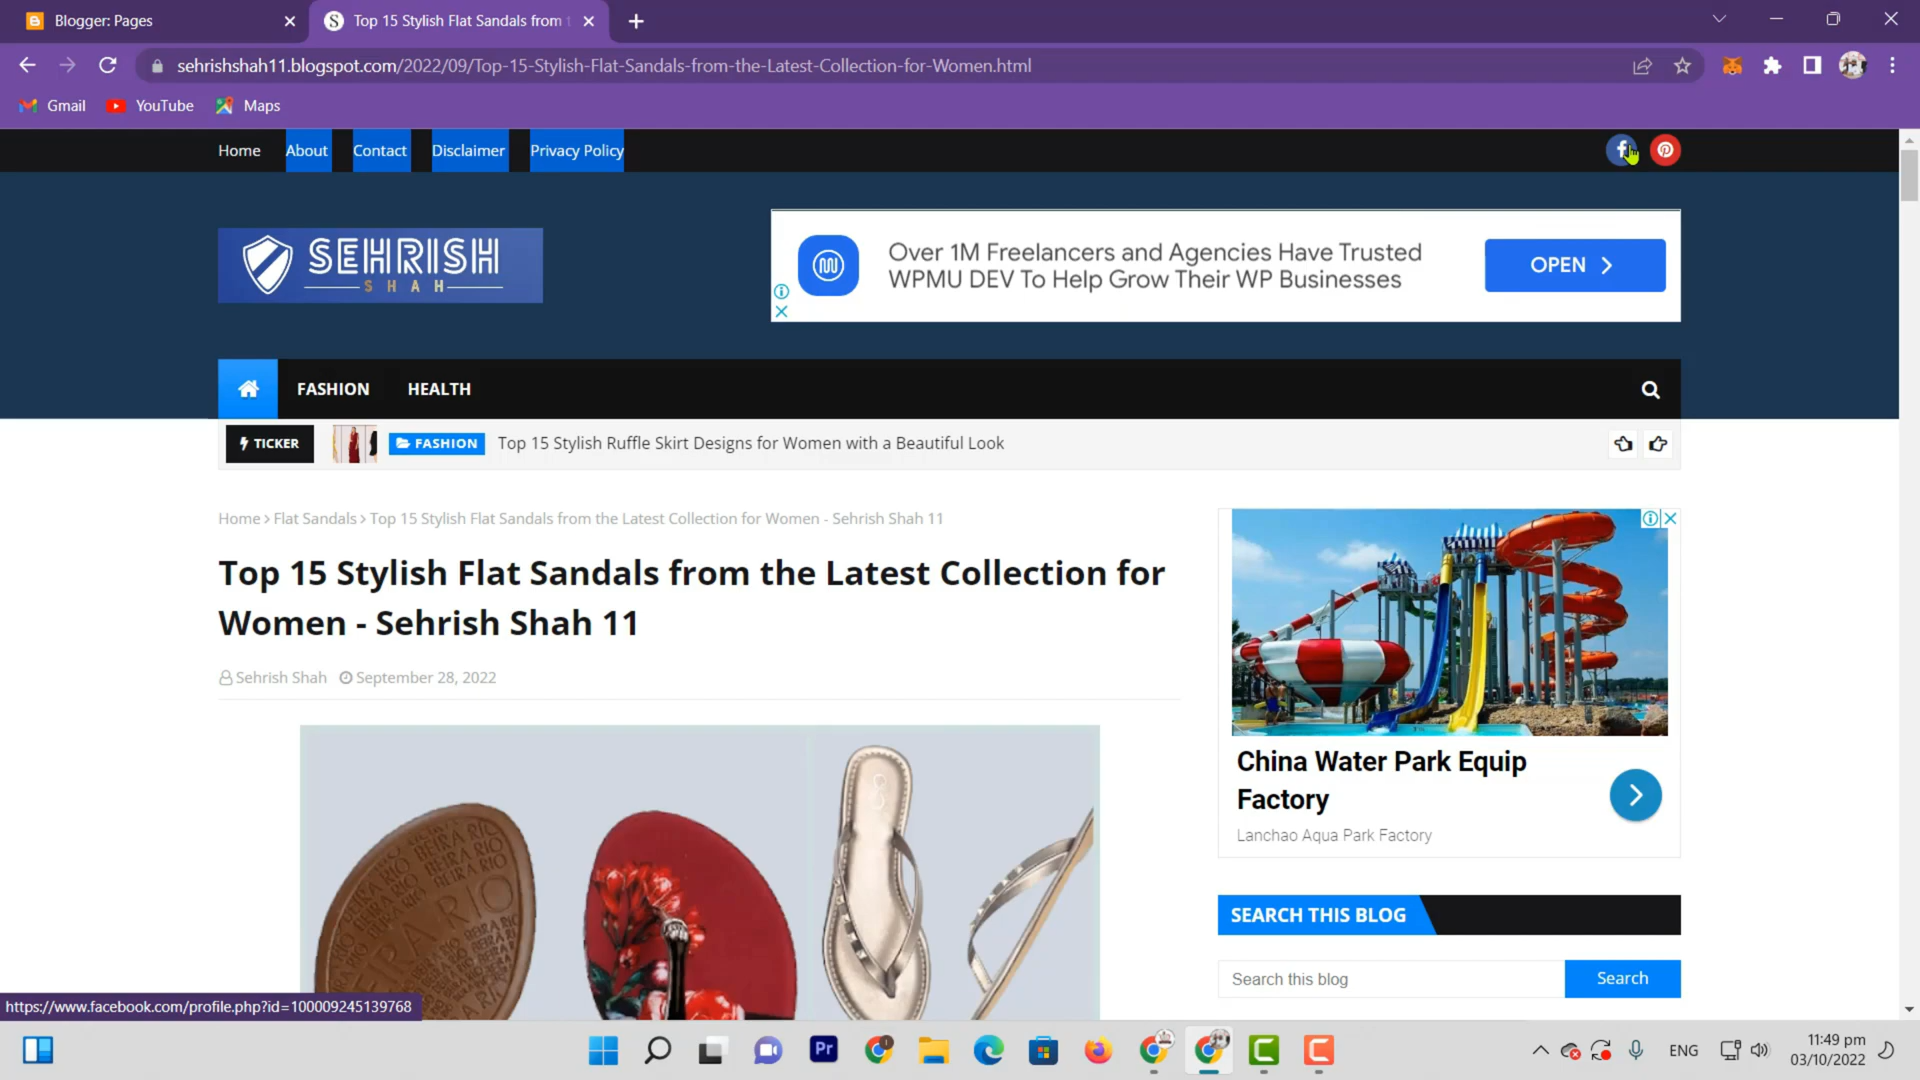 Blogger: Pages
Top 15 Stylish Flat Sandals from
sehrishshah11.blogspot.com/2022/09/Top-15-Stylish-Flat-Sandals-from-the-Latest-Collection-for-Women.html
Gmail YouTube Maps
Home About Contact Disclaimer Privacy Policy
SEHRISH
SHAH
Over 1M Freelancers and Agencies Have Trusted
WPMU DEV To Help Grow Their WP Businesses
OPEN
FASHION HEALTH
TICKER FASHION Top 15 Stylish Ruffle Skirt Designs for Women with a Beautiful Look
Home > Flat Sandals > Top 15 Stylish Flat Sandals from the Latest Collection for Women - Sehrish Shah 11
Top 15 Stylish Flat Sandals from the Latest Collection for
Women - Sehrish Shah 11
Sehrish Shah September 28, 2022
BEIRA RIO
China Water Park Equip
Factory
Lanchao Aqua Park Factory
SEARCH THIS BLOG
Search this blog Search
https://www.facebook.com/profile.php?id=100009245139768
Pr
ENG
11:49 pm
03/10/2022